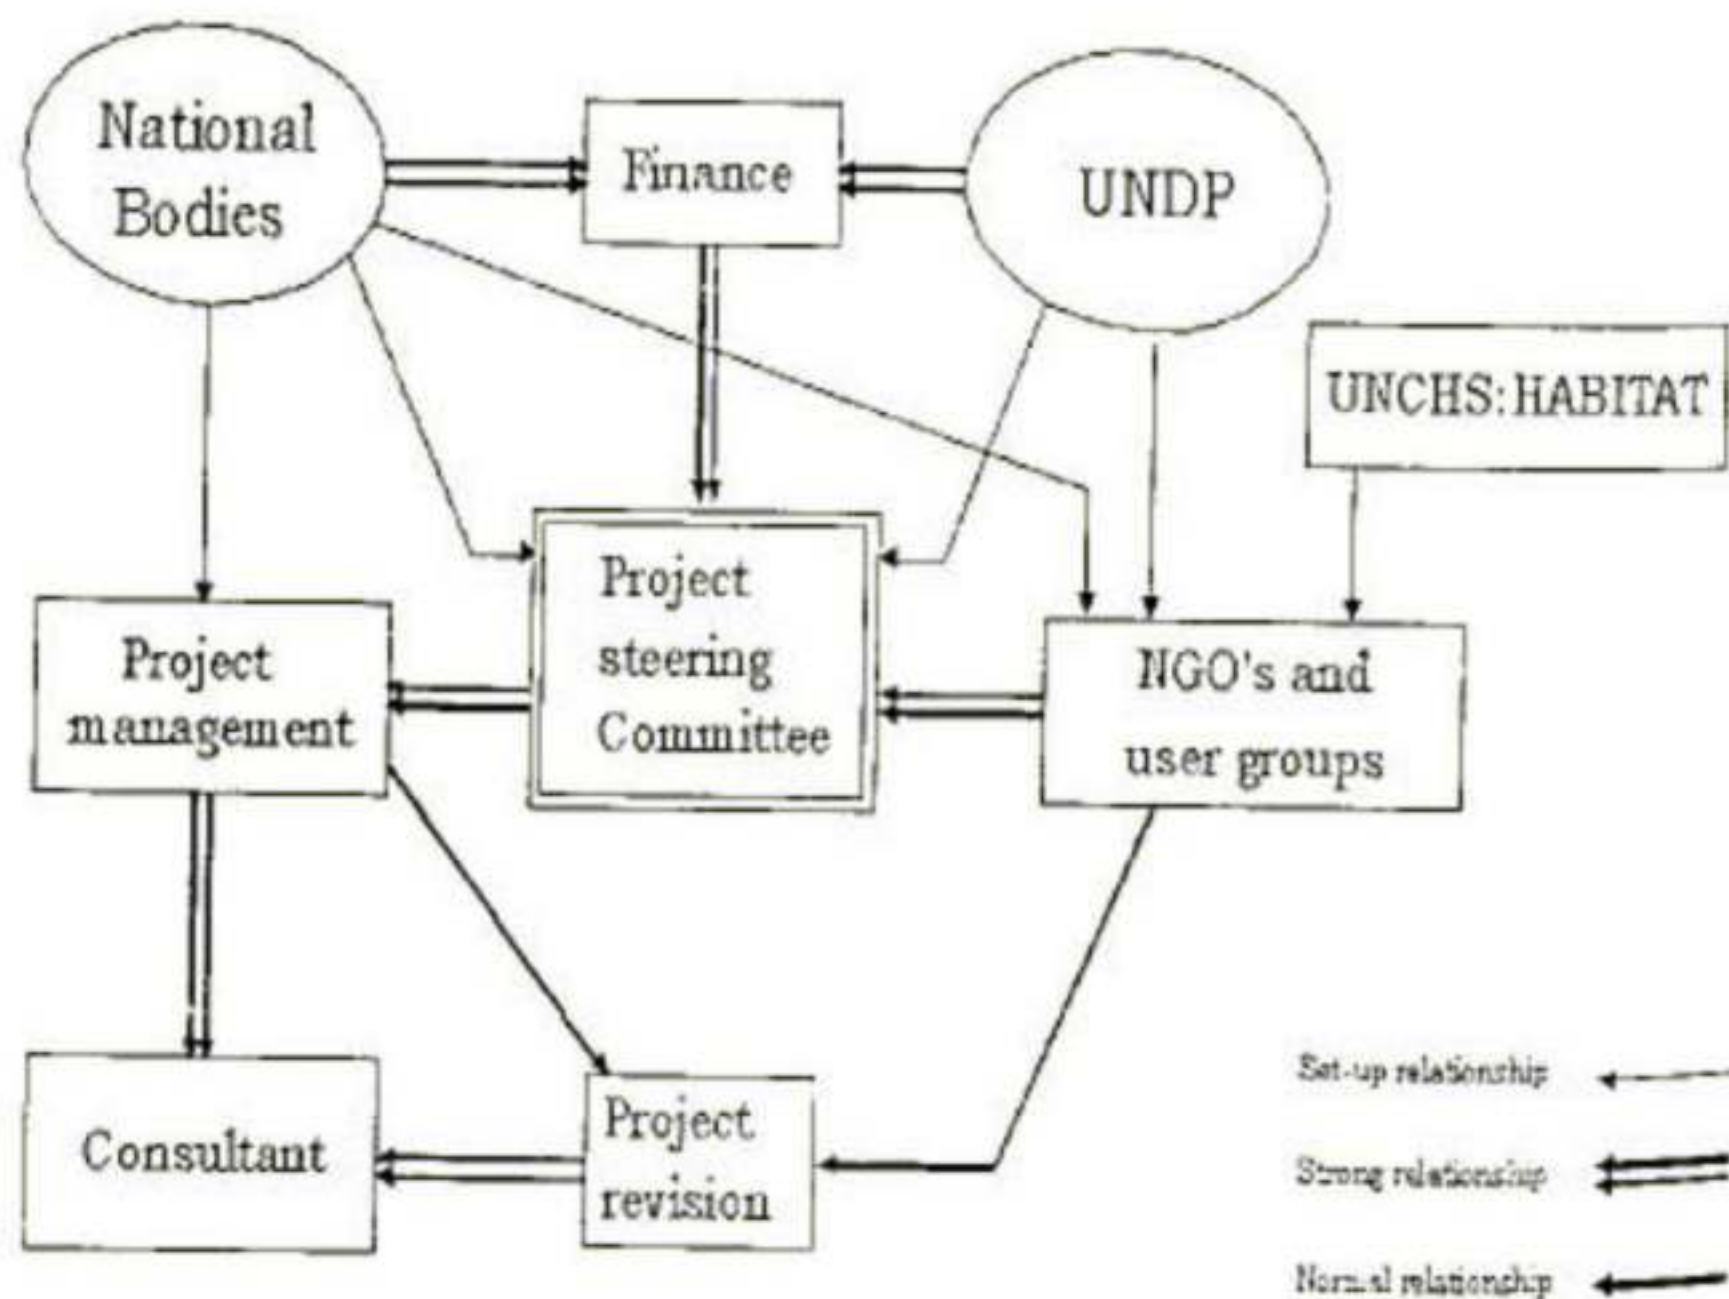 National
Bodies
Finance
UNDP
UNCHS:HABITAT
Project
steering
Committee
Project
management
NGO's and
user groups
Consultant
Project
revision
Set-up relationship
Strong relationship
Normal relationship